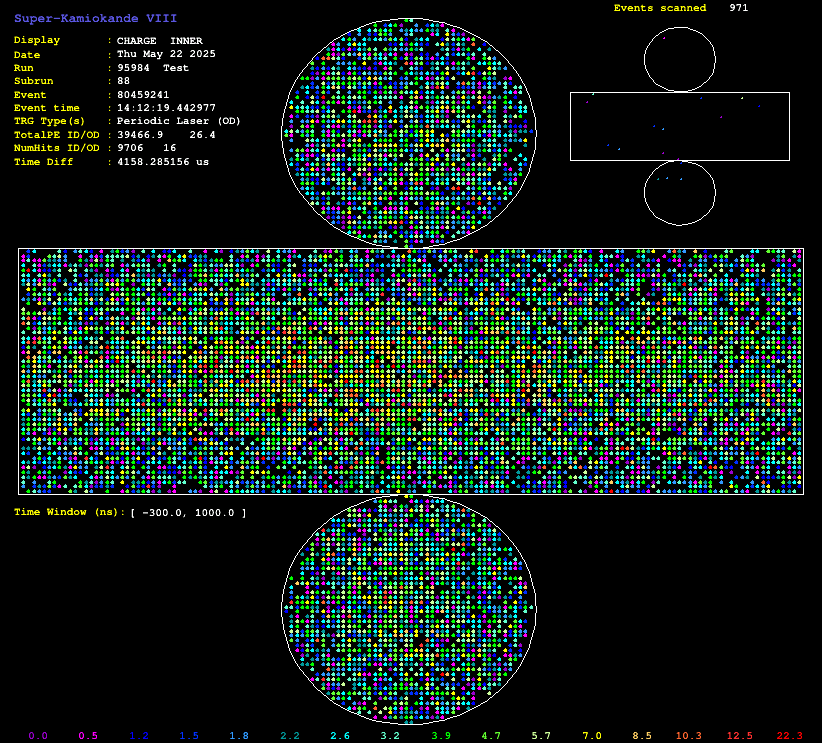 Super-Kamiokande VIII
Events scanned 971
Display : CHARGE INNER
Date : Thu May 22 2025
Run : 95984 Test
Subrun : 88
Event : 80459241
Event time : 14:12:19.442977
TRG Type(s) : Periodic Laser (OD)
TotalPE ID/OD : 39466.9 26.4
NumHits ID/OD : 9706 16
Time Diff : 4158.285156 us
Time Window (ns): [ -300.0, 1000.0 ]
0.0 0.5 1.2 1.5 1.8 2.2 2.6 3.2 3.9 4.7 5.7 7.0 8.5 10.3 12.5 22.3